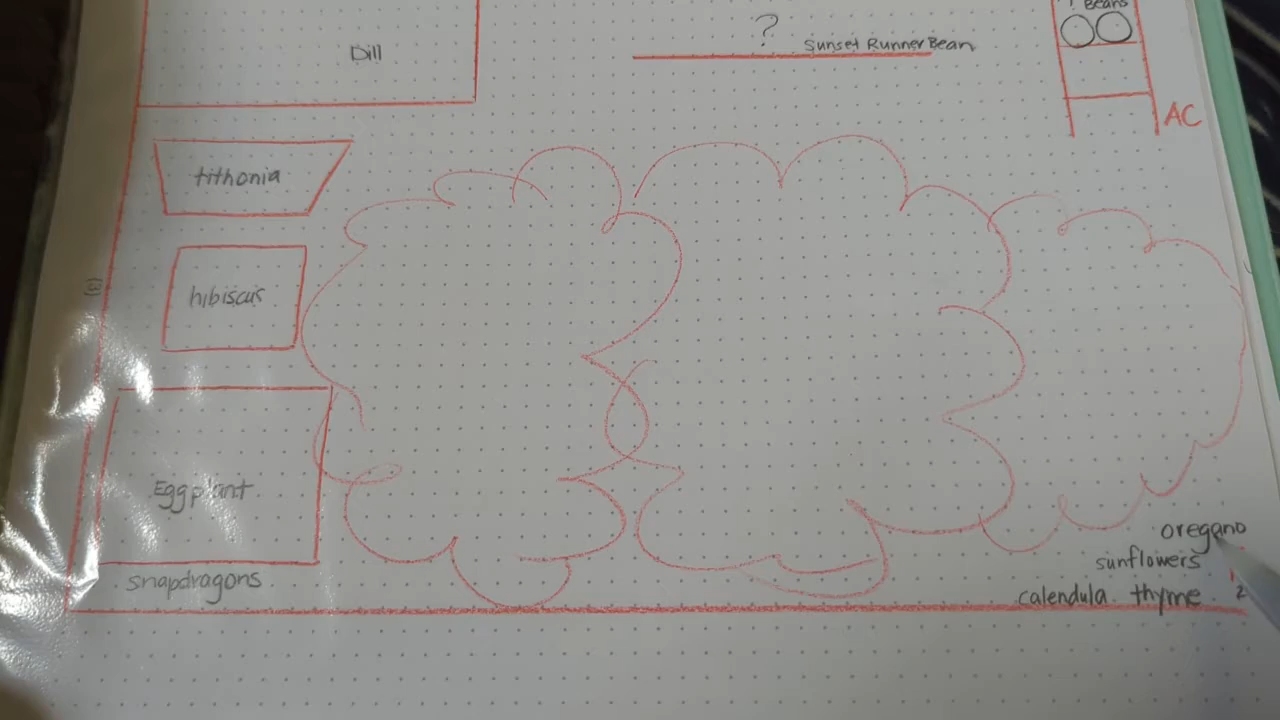 Beans
?
Sunset Runner Bean
Dill
AC
tithonia
hibiscus
Eggplant
oregano
sunflowers
snapdragons
calendula. thyme.